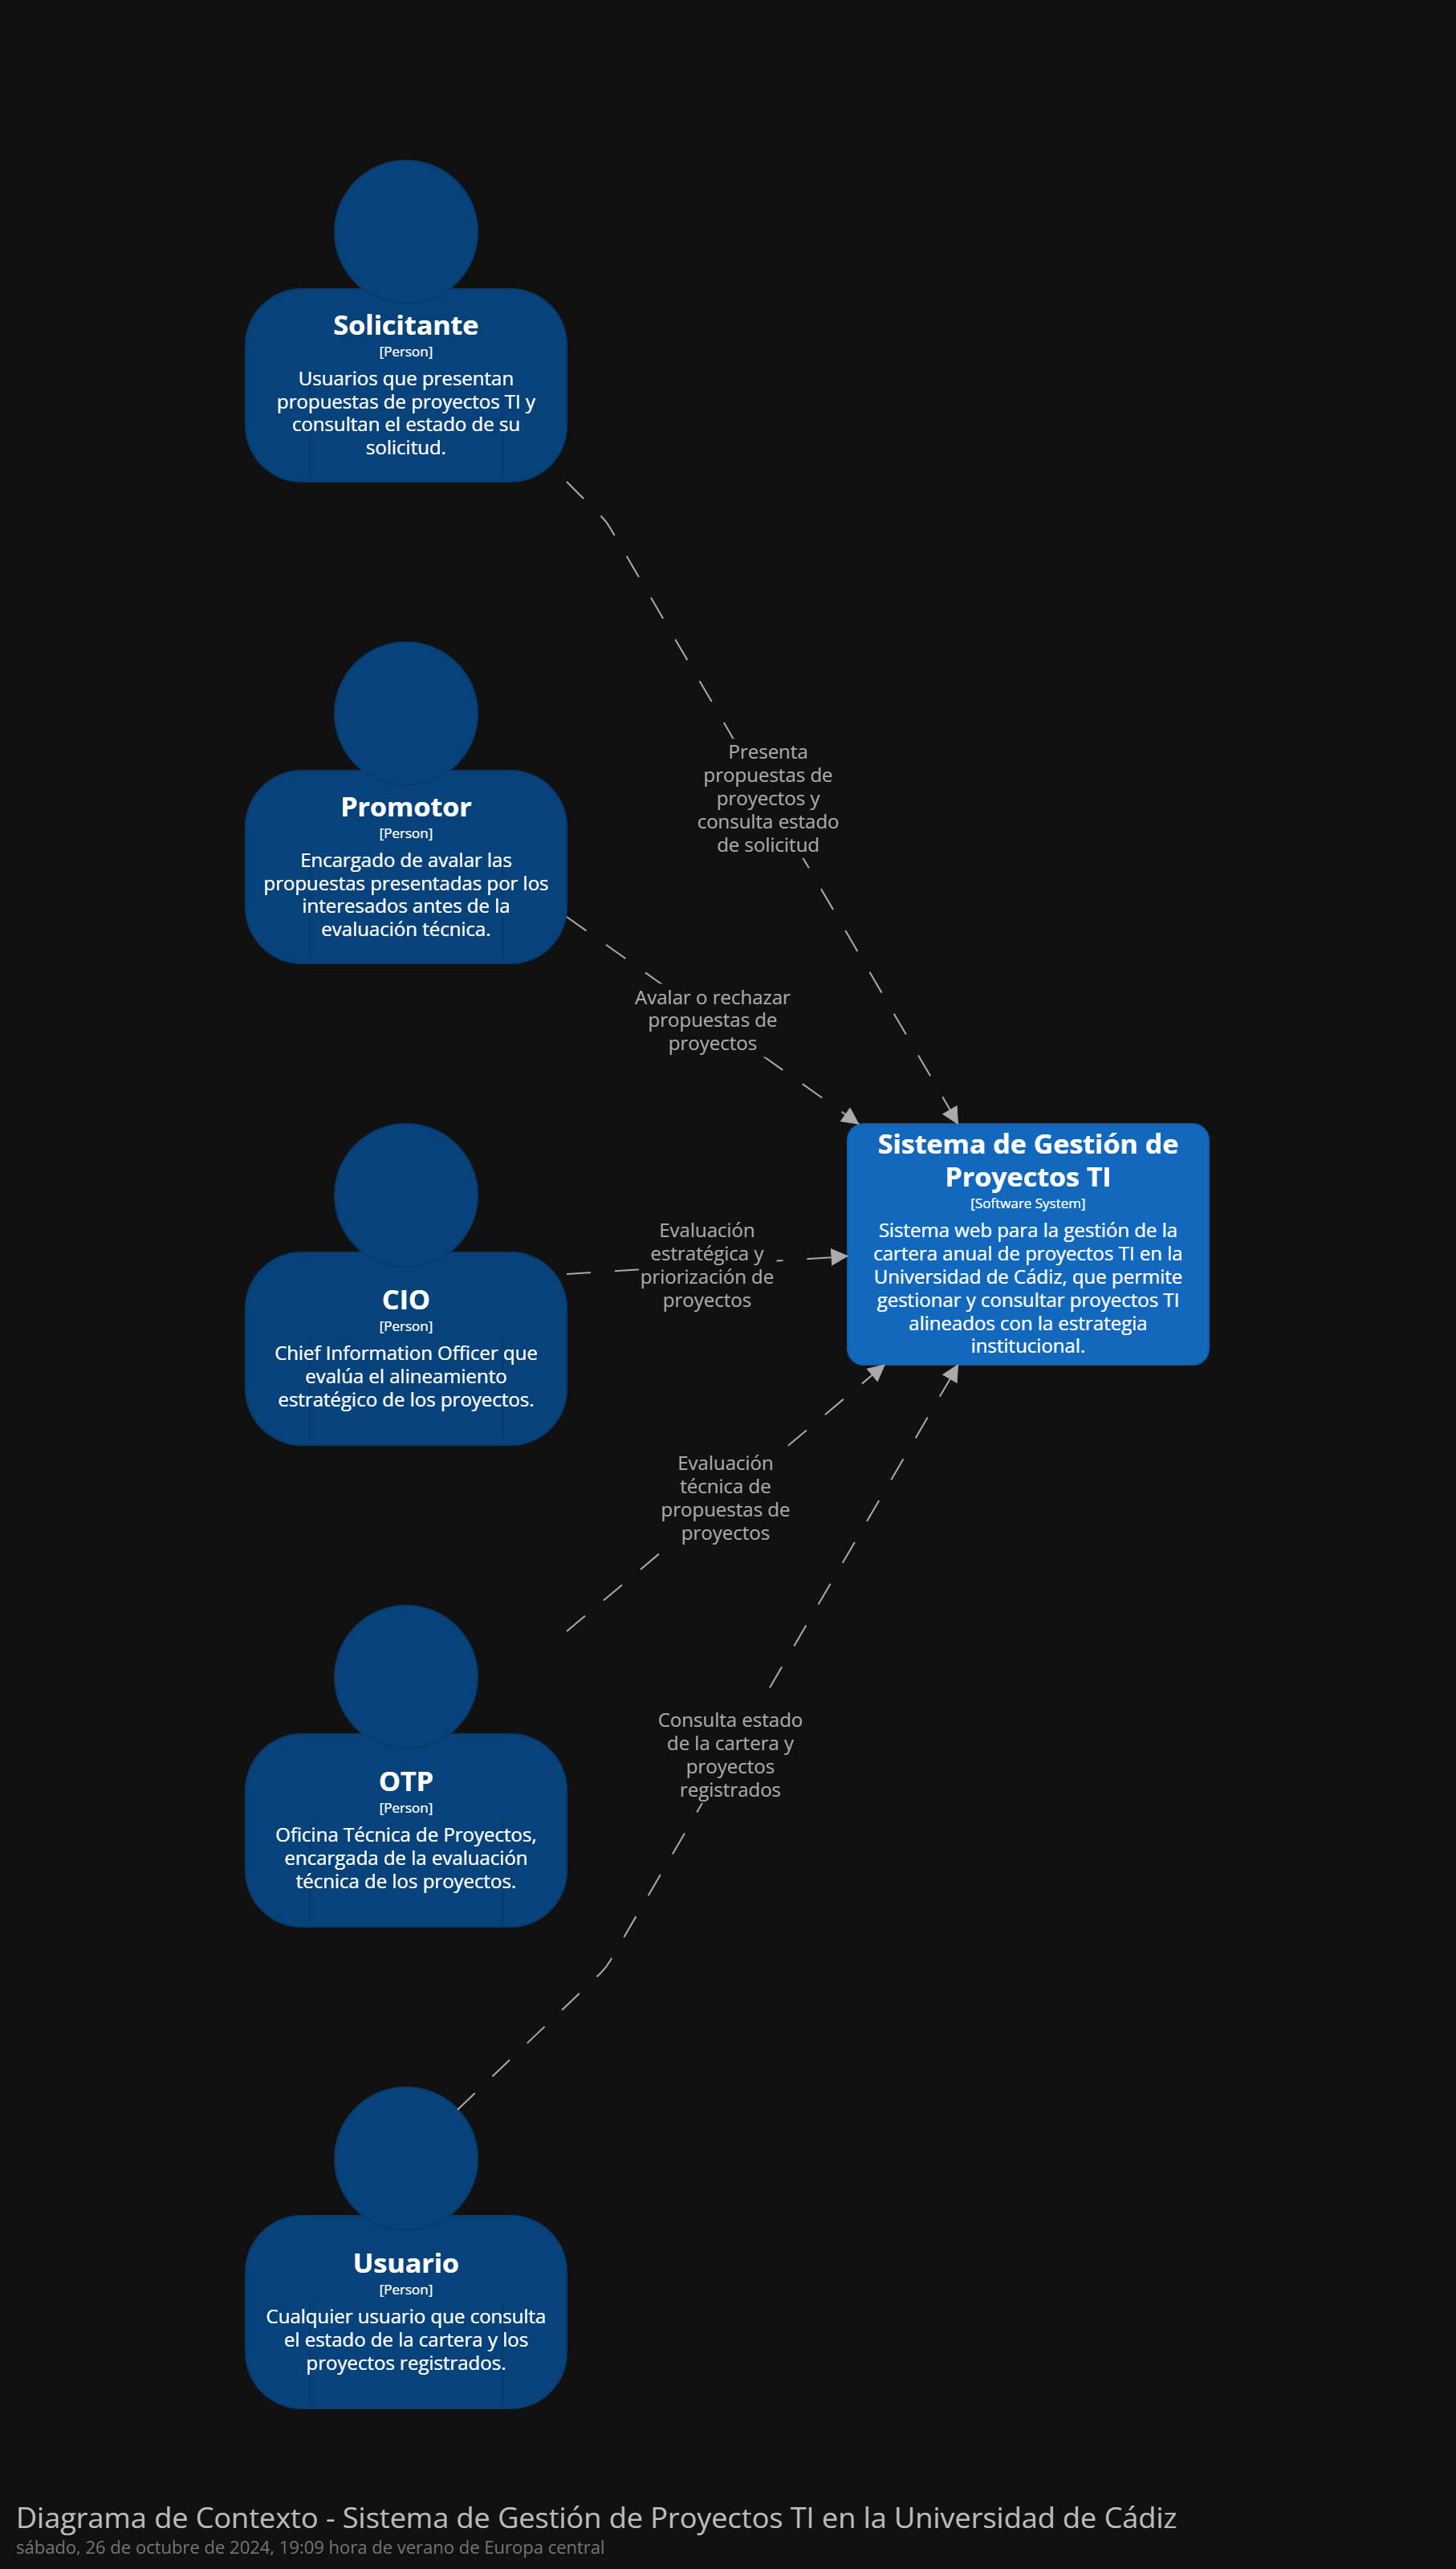 Solicitante
[Person]
Usuarios que presentan
propuestas de proyectos TI y
consultan el estado de su
solicitud.
Presenta
propuestas de
proyectos y
consulta estado
de solicitud
Promotor
[Person]
Encargado de avalar las
propuestas presentadas por los
interesados antes de la
evaluación técnica.
Avalar o rechazar
propuestas de
proyectos
Sistema de Gestión de
Proyectos TI
[Software System]
Sistema web para la gestión de la
cartera anual de proyectos TI en la
Universidad de Cádiz, que permite
gestionar y consultar proyectos TI
alineados con la estrategia
institucional.
Evaluación
estratégica y
priorización de
proyectos
CIO
[Person]
Chief Information Officer que
evalúa el alineamiento
estratégico de los proyectos.
Evaluación
técnica de
propuestas de
proyectos
OTP
[Person]
Oficina Técnica de Proyectos,
encargada de la evaluación
técnica de los proyectos.
Consulta estado
de la cartera y
proyectos
registrados
Usuario
[Person]
Cualquier usuario que consulta
el estado de la cartera y los
proyectos registrados.
Diagrama de Contexto - Sistema de Gestión de Proyectos TI en la Universidad de Cádiz
sábado, 26 de octubre de 2024, 19:09 hora de verano de Europa central